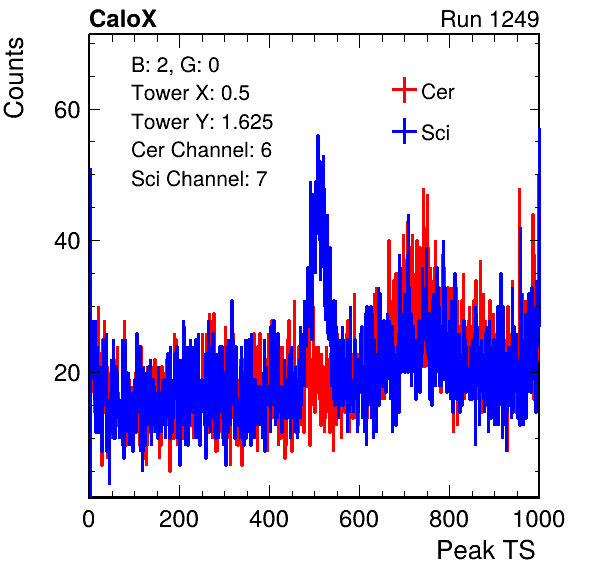 CaloX Run 1249
Counts
B: 2, G: 0
Tower X: 0.5
Tower Y: 1.625
Cer Channel: 6
Sci Channel: 7
Cer
Sci
60
40
20
0 200 400 600 800 1000
Peak TS